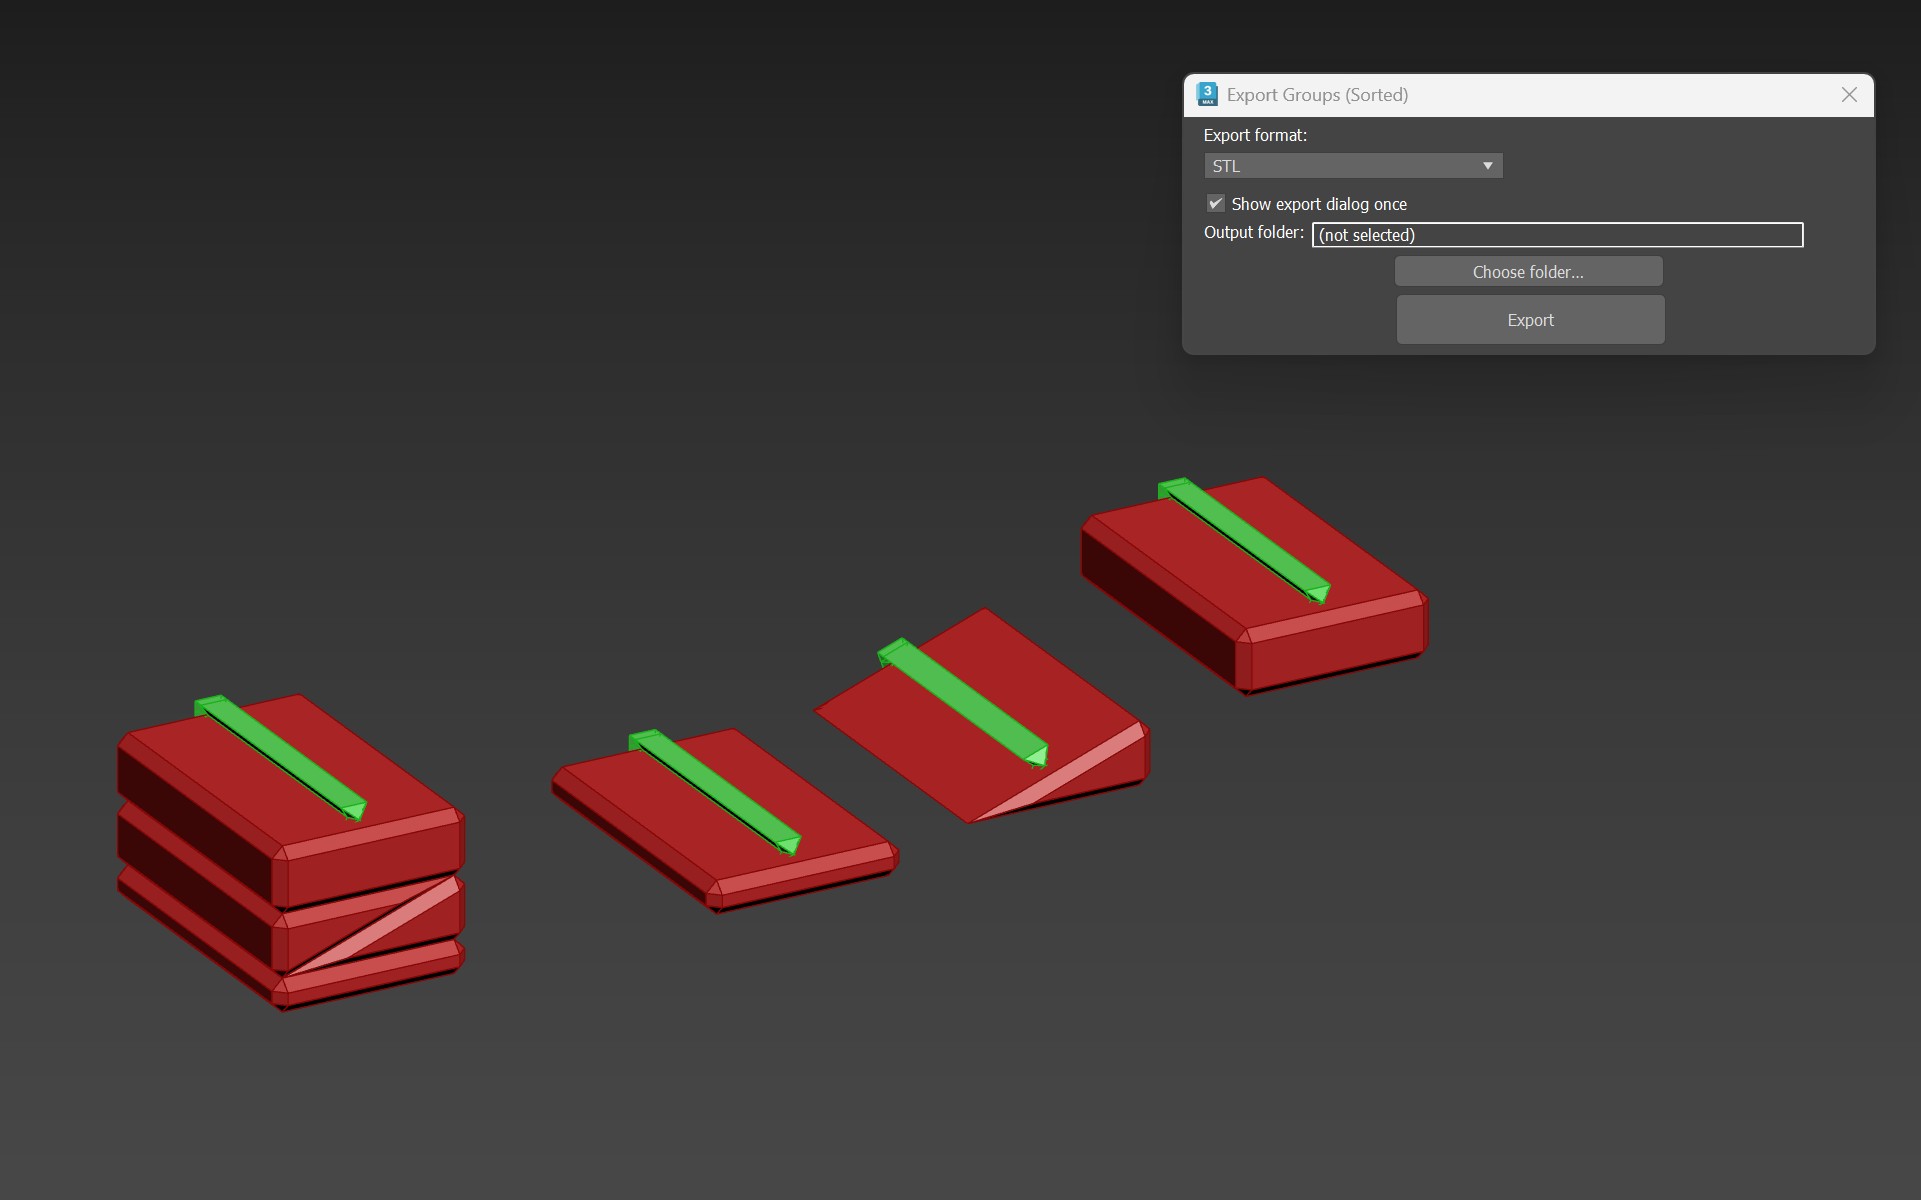 3
MAX
Export Groups (Sorted)
Export format:
STL
Show export dialog once
Output folder: (not selected)
Choose folder...
Export